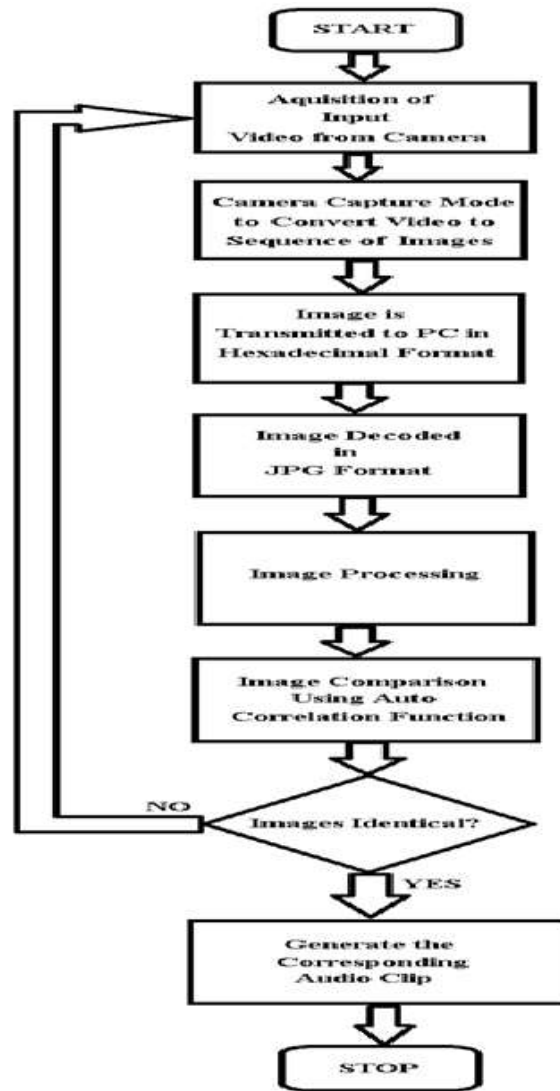 START
Aquisition of
Input
Video from Camera
Camera Capture Mode
to Convert Video to
Sequence of Images
Image is
Transmitted to PC in
Hexadecimal Format
Image Decoded
in
JPG Format
Image Processing
Image Comparison
Using Auto
Correlation Function
NO
Images Identical?
YES
Generate the
Corresponding
Audio Clip
STOP